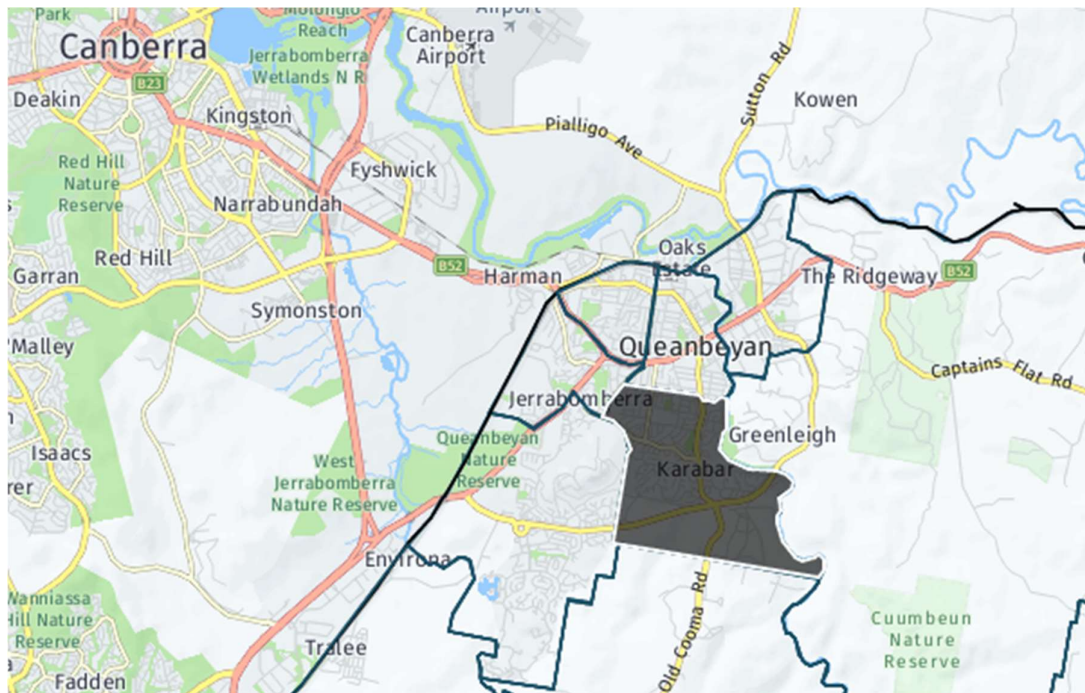 Park
Molonglo
Reach
Airport
Canberra
Canberra
Airport
Jerrabomberra
Wetlands N R
B23
Deakin
Kingston
Sutton Rd
Kowen
Pialligo Ave
Red Hill
Nature
Reserve
Fyshwick
Narrabundah
Red Hill
Oaks
Estate
Garran
B52
Harman
The Ridgeway
B52
Symonston
'Malley
Queanbeyan
Captains Flat Rd
Jerrabomberra
Isaacs
Queanbeyan
Nature
Reserve
Greenleigh
West
Jerrabomberra
Nature Reserve
Karabar
rer
Environa
Wanniassa
Hill Nature
Reserve
Old Cooma Rd
Cuumbeun
Nature
Reserve
Tralee
Fadden